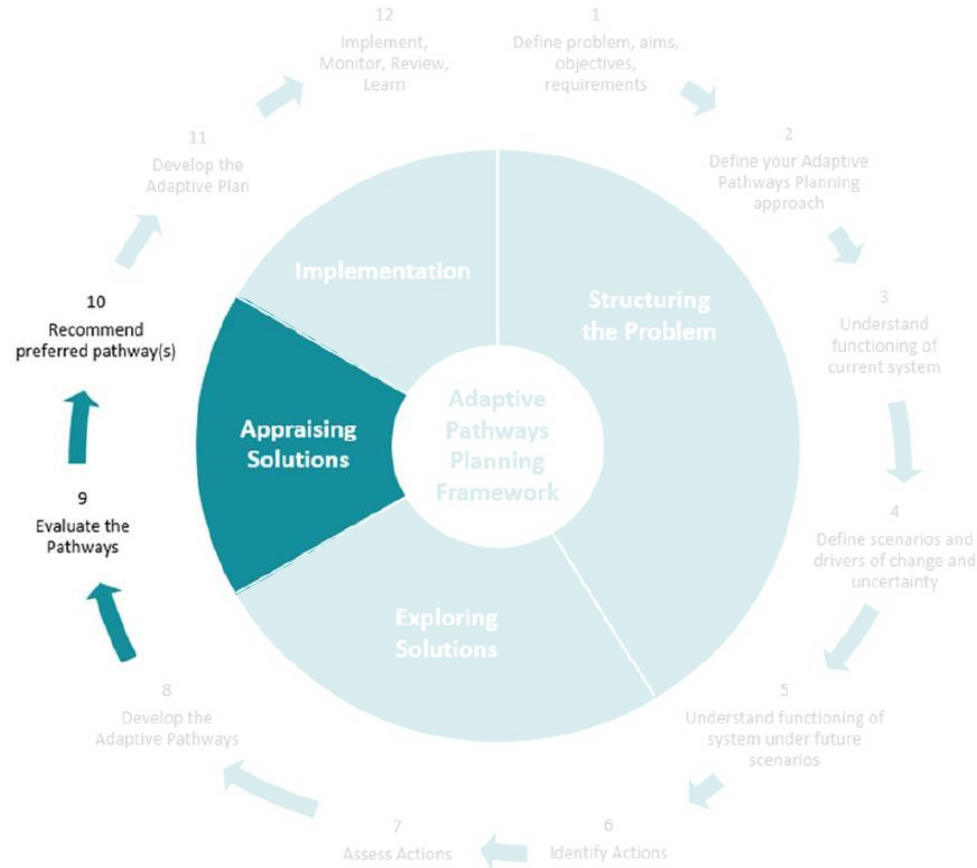 12
Implement,
Monitor, Review,
Learn
1
Define problem, aims,
objectives,
requirements
2
Define your Adaptive
Pathways Planning
approach
3
Understand
functioning of
current system
4
Define scenarios and
drivers of change and
uncertainty
5
Understand functioning of
system under future
scenarios
6
Identify Actions
7
Assess Actions
8
Develop the
Adaptive Pathways
9
Evaluate the
Pathways
10
Recommend
preferred pathway(s)
11
Develop the
Adaptive Plan
Implementation
Structuring
the Problem
Appraising
Solutions
Adaptive
Pathways
Planning
Framework
Exploring
Solutions